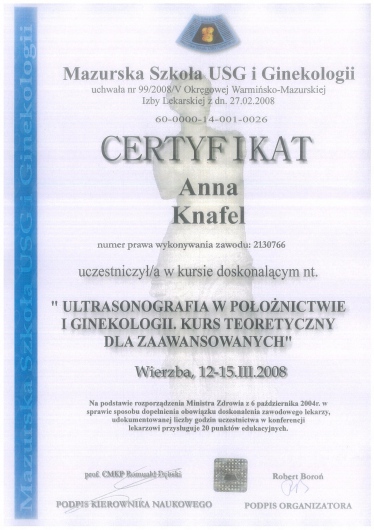 Mazurska Szkoła USG i Ginekologii
Mazurska Szkoła USG i Ginekologii
uchwała nr 99/2008/V Okręgowej Warmińsko-Mazurskiej
Izby Lekarskiej z dn. 27.02.2008
60-0000-14-001-0026
CERTYFIKAT
Anna
Knafel
numer prawa wykonywania zawodu: 2130766
uczestniczył/a w kursie doskonalącym nt.
" ULTRASONOGRAFIA W POŁOŻNICTWIE
I GINEKOLOGII. KURS TEORETYCZNY
DLA ZAAWANSOWANYCH"
Wierzba, 12-15.III.2008
Na podstawie rozporządzenia Ministra Zdrowia z 6 października 2004r. w
sprawie sposobu dopełnienia obowiązku doskonalenia zawodowego lekarzy,
udokumentowanej liczby godzin uczestnictwa w konferencji
lekarzowi przysługuje 20 punktów edukacyjnych.
prof. CMKP Romuald Dębski
PODPIS KIEROWNIKA NAUKOWEGO
Robert Boroń
PODPIS ORGANIZATORA